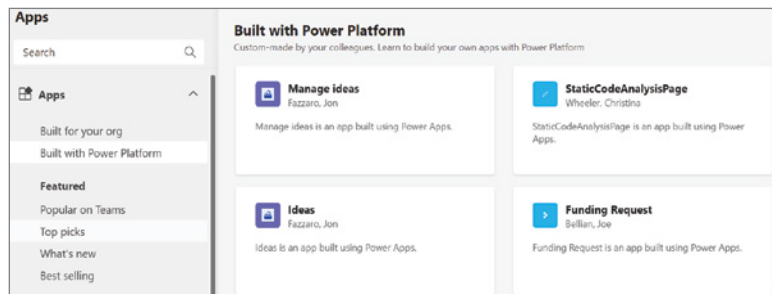 Apps
Search
Apps
Built for your org
Built with Power Platform
Featured
Popular on Teams
Top picks
What's new
Best selling
Built with Power Platform
Custom-made by your colleagues. Learn to build your own apps with Power Platform
Manage ideas
Fazzaro, Jon
Manage ideas is an app built using Power Apps.
StaticCodeAnalysisPage
Wheeler, Christina
StaticCodeAnalysisPage is an app built using Power
Apps.
Ideas
Fazzaro, Jon
Ideas is an app built using Power Apps.
Funding Request
Bellian, Joe
Funding Request is an app built using Power Apps.